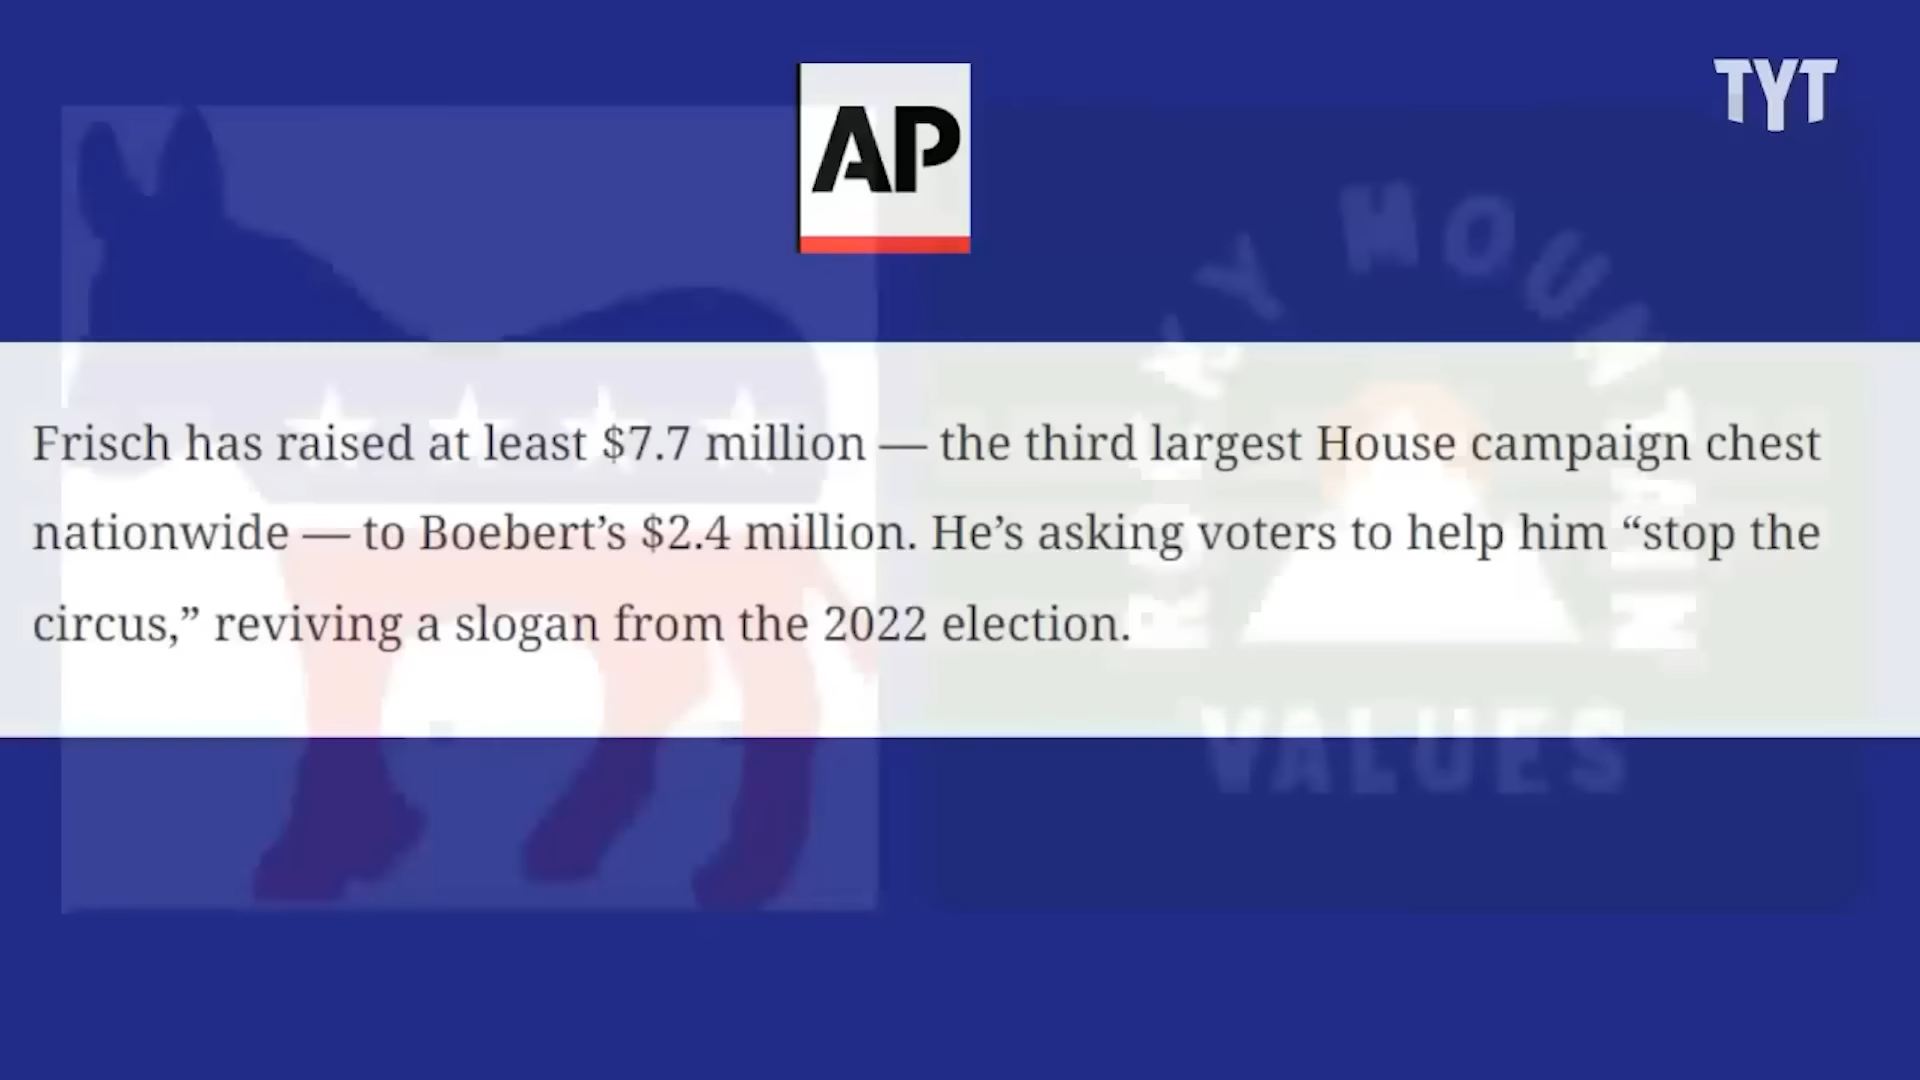 AP
TYT
Frisch has raised at least $7.7 million — the third largest House campaign chest
nationwide — to Boebert’s $2.4 million. He’s asking voters to help him “stop the
circus,” reviving a slogan from the 2022 election.
ROCKY MOUNTAIN
VALUES